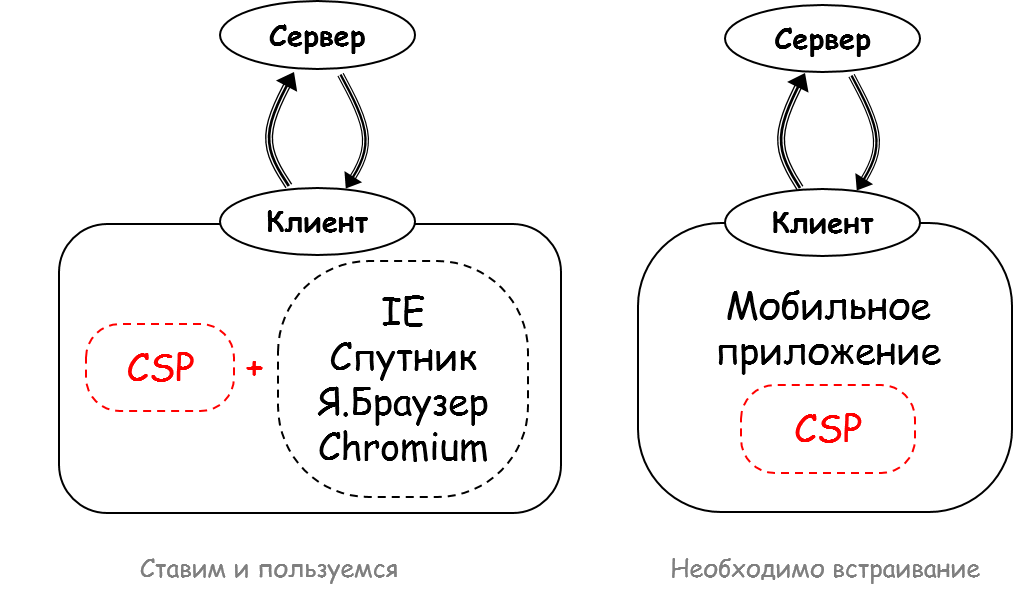 Сервер
Клиент
CSP
+
IE
Спутник
Я.Браузер
Chromium
Ставим и пользуемся
Сервер
Клиент
Мобильное
приложение
CSP
Необходимо встраивание